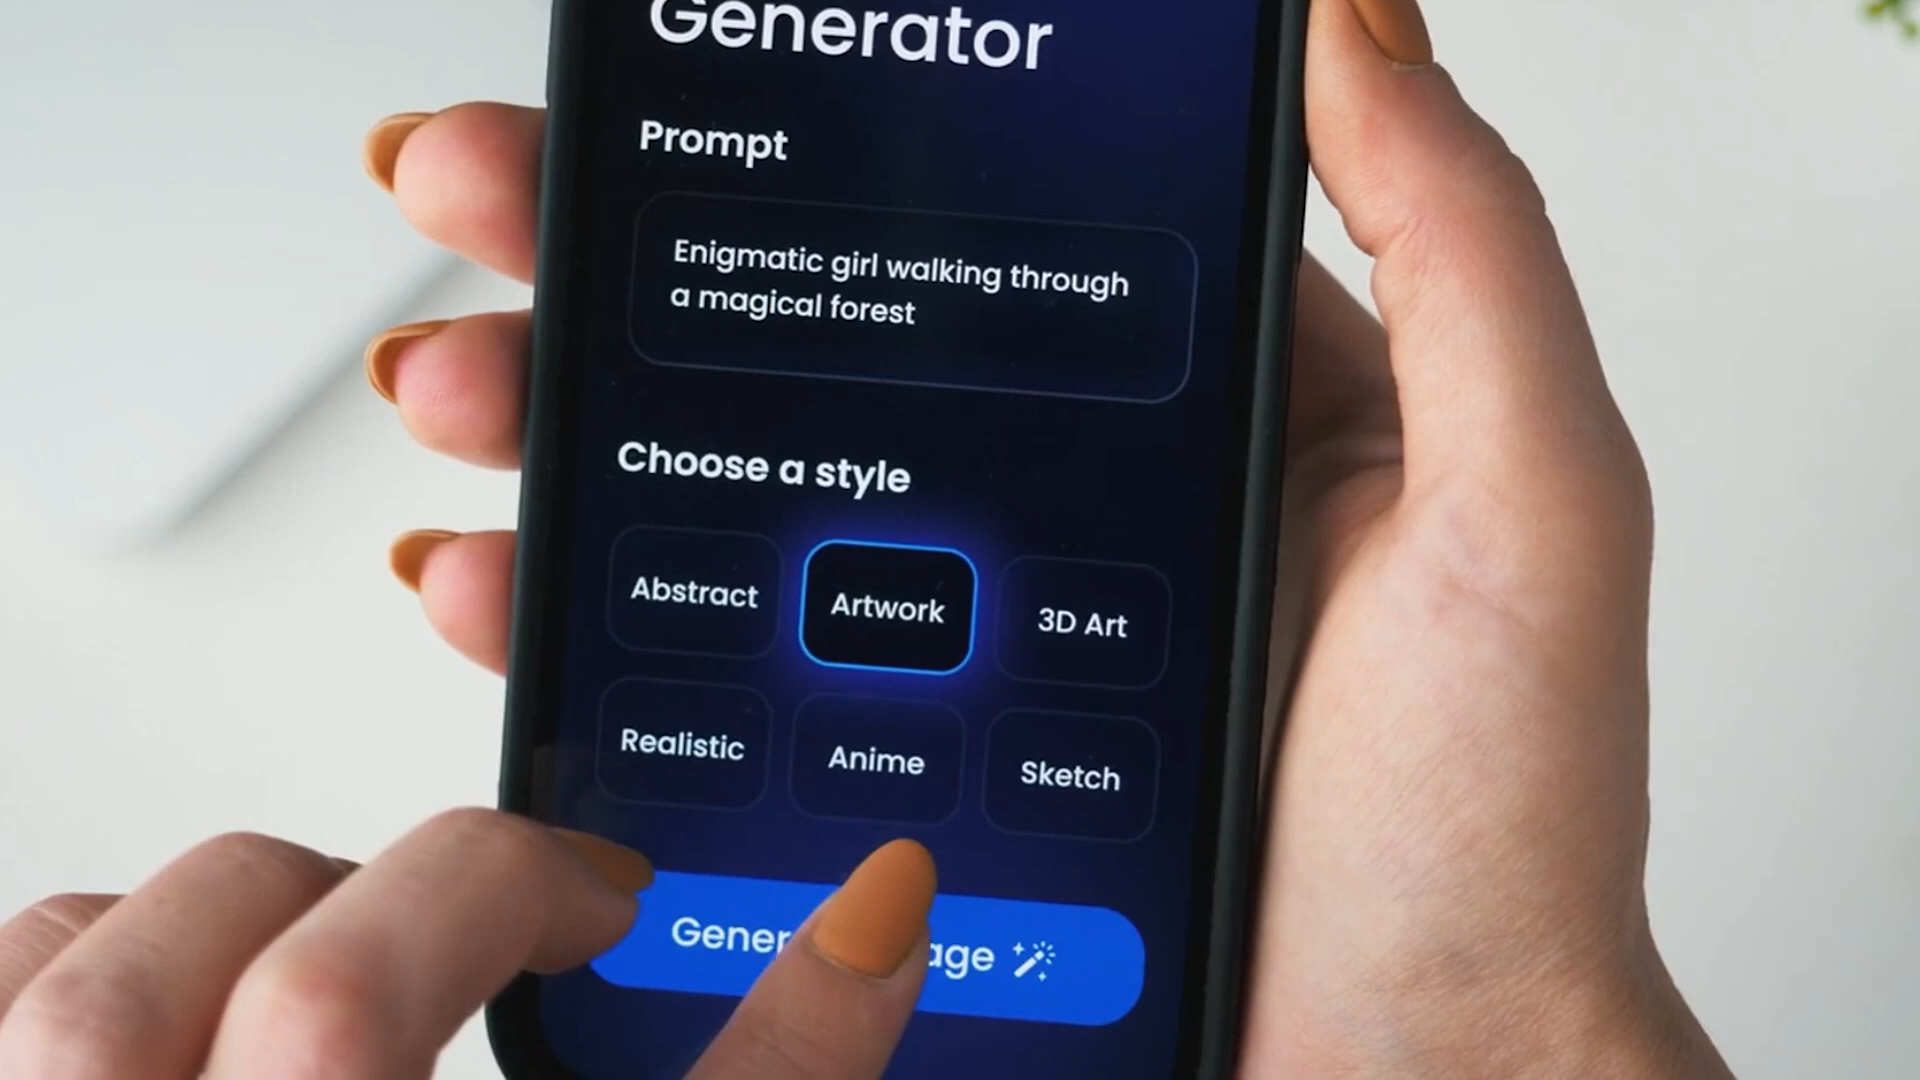 Generator
Prompt
Enigmatic girl walking through
a magical forest
Choose a style
Abstract
Artwork
3D Art
Realistic
Anime
Sketch